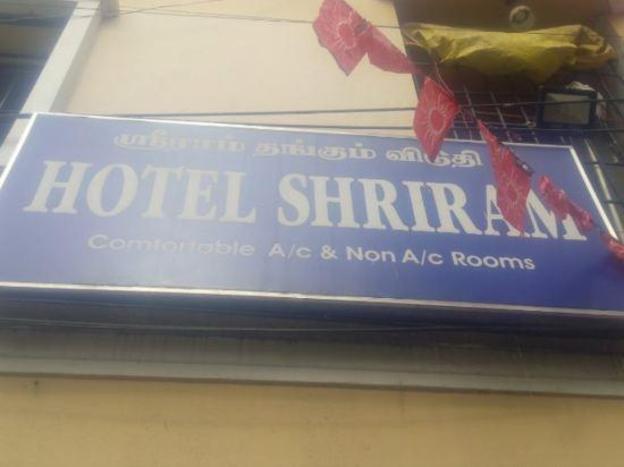 ஸ்ரீராம் தங்கும் விடுதி
HOTEL SHRIRAM
Comfortable A/c & Non A/c Rooms